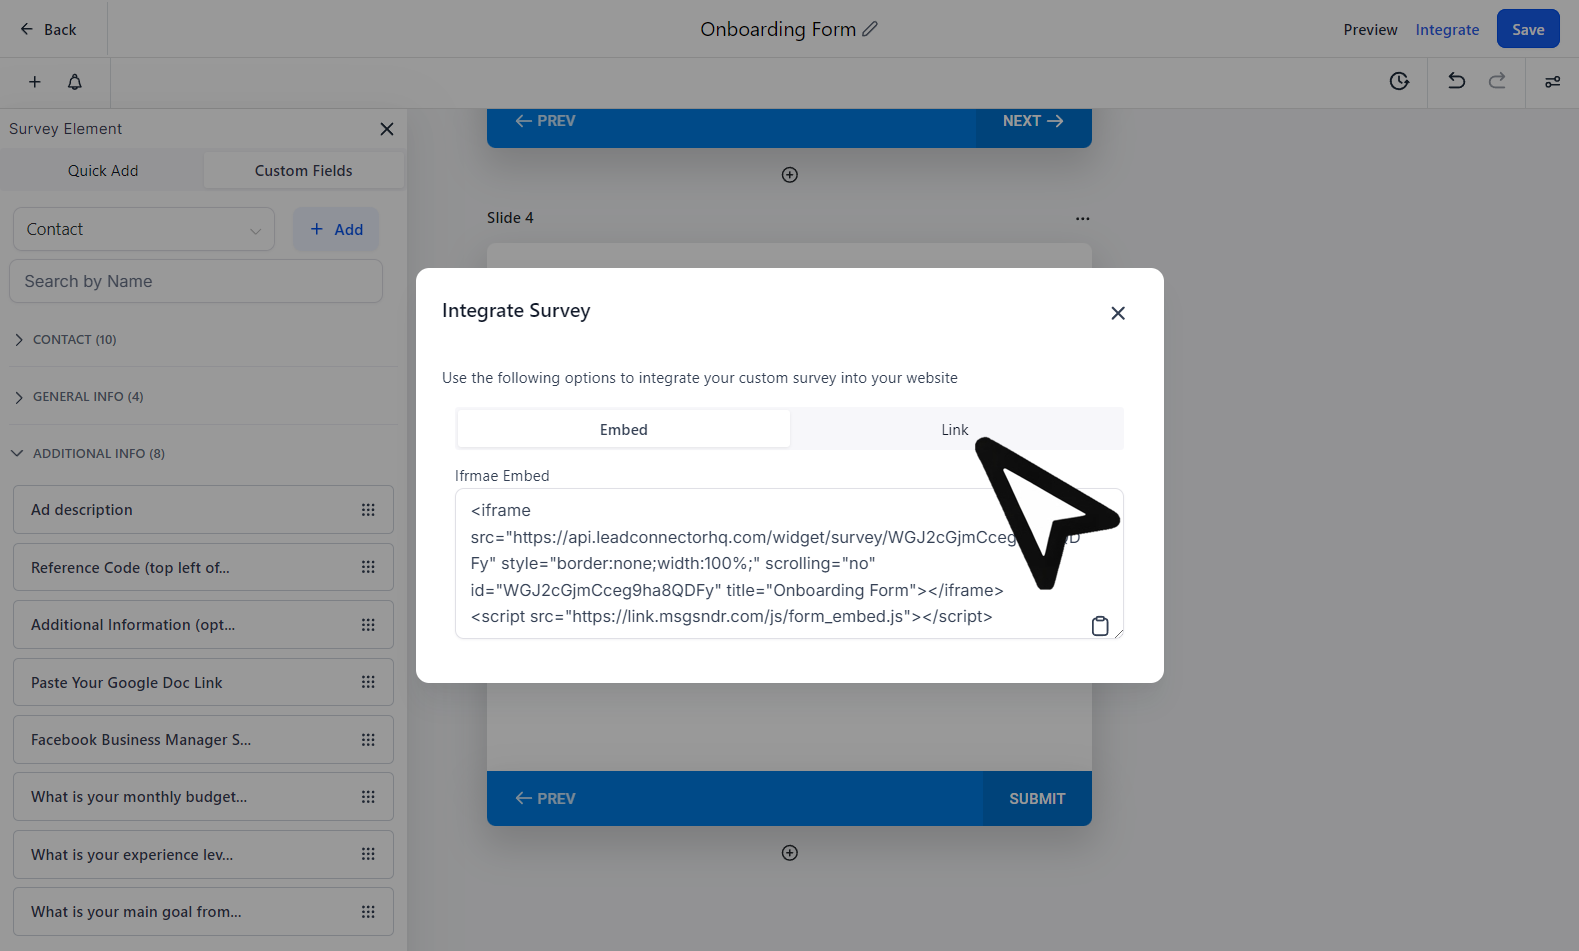 Back
Onboarding Form
Preview
Integrate
Save
Survey Element
Quick Add
Custom Fields
Contact
Add
Search by Name
CONTACT (10)
GENERAL INFO (4)
ADDITIONAL INFO (8)
Ad description
Reference Code (top left of...
Additional Information (opt...
Paste Your Google Doc Link
Facebook Business Manager S...
What is your monthly budget...
What is your experience lev...
What is your main goal from...
PREV
NEXT
Slide 4
Integrate Survey
Use the following options to integrate your custom survey into your website
Embed
Link
Ifrmae Embed
<iframe
src="https://api.leadconnectorhq.com/widget/survey/WGJ2cGjmCceg
Fy" style="border:none;width:100%;" scrolling="no"
id="WGJ2cGjmCceg9ha8QDFy" title="Onboarding Form"></iframe>
<script src="https://link.msgsndr.com/js/form_embed.js"></script>
PREV
SUBMIT